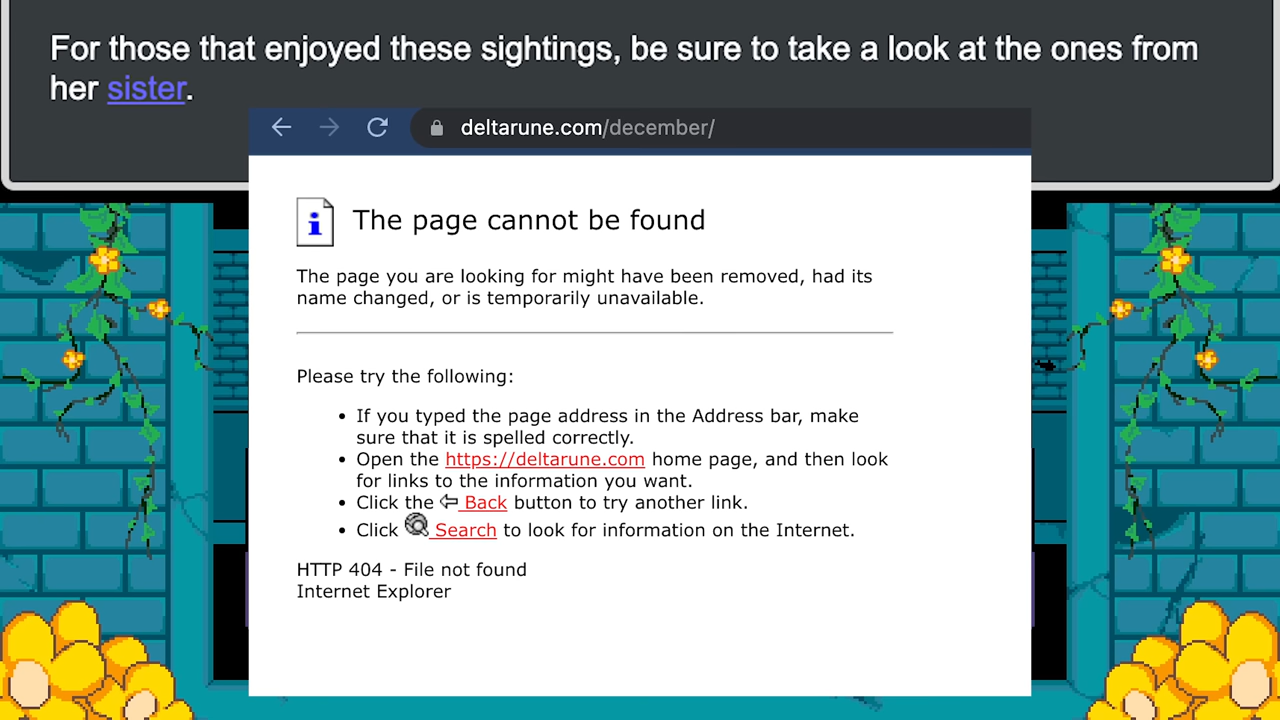 For those that enjoyed these sightings, be sure to take a look at the ones from
her sister.
deltarune.com/december/
The page cannot be found
The page you are looking for might have been removed, had its
name changed, or is temporarily unavailable.
Please try the following:
• If you typed the page address in the Address bar, make
sure that it is spelled correctly.
• Open the https://deltarune.com home page, and then look
for links to the information you want.
• Click the Back button to try another link.
• Click Search to look for information on the Internet.
HTTP 404 - File not found
Internet Explorer